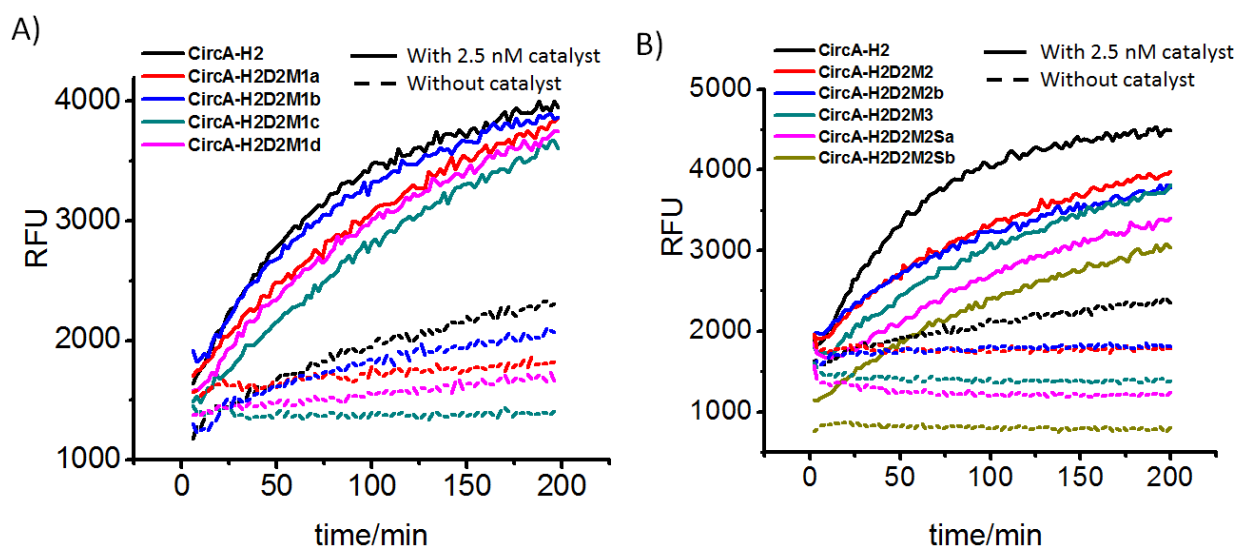 A)
CircA-H2
CircA-H2D2M1a
CircA-H2D2M1b
CircA-H2D2M1c
CircA-H2D2M1d
With 2.5 nM catalyst
Without catalyst
RFU
4000
3000
2000
1000
0 50 100 150 200
time/min
B)
CircA-H2
CircA-H2D2M2
CircA-H2D2M2b
CircA-H2D2M3
CircA-H2D2M2Sa
CircA-H2D2M2Sb
With 2.5 nM catalyst
Without catalyst
RFU
5000
4000
3000
2000
1000
0 50 100 150 200
time/min